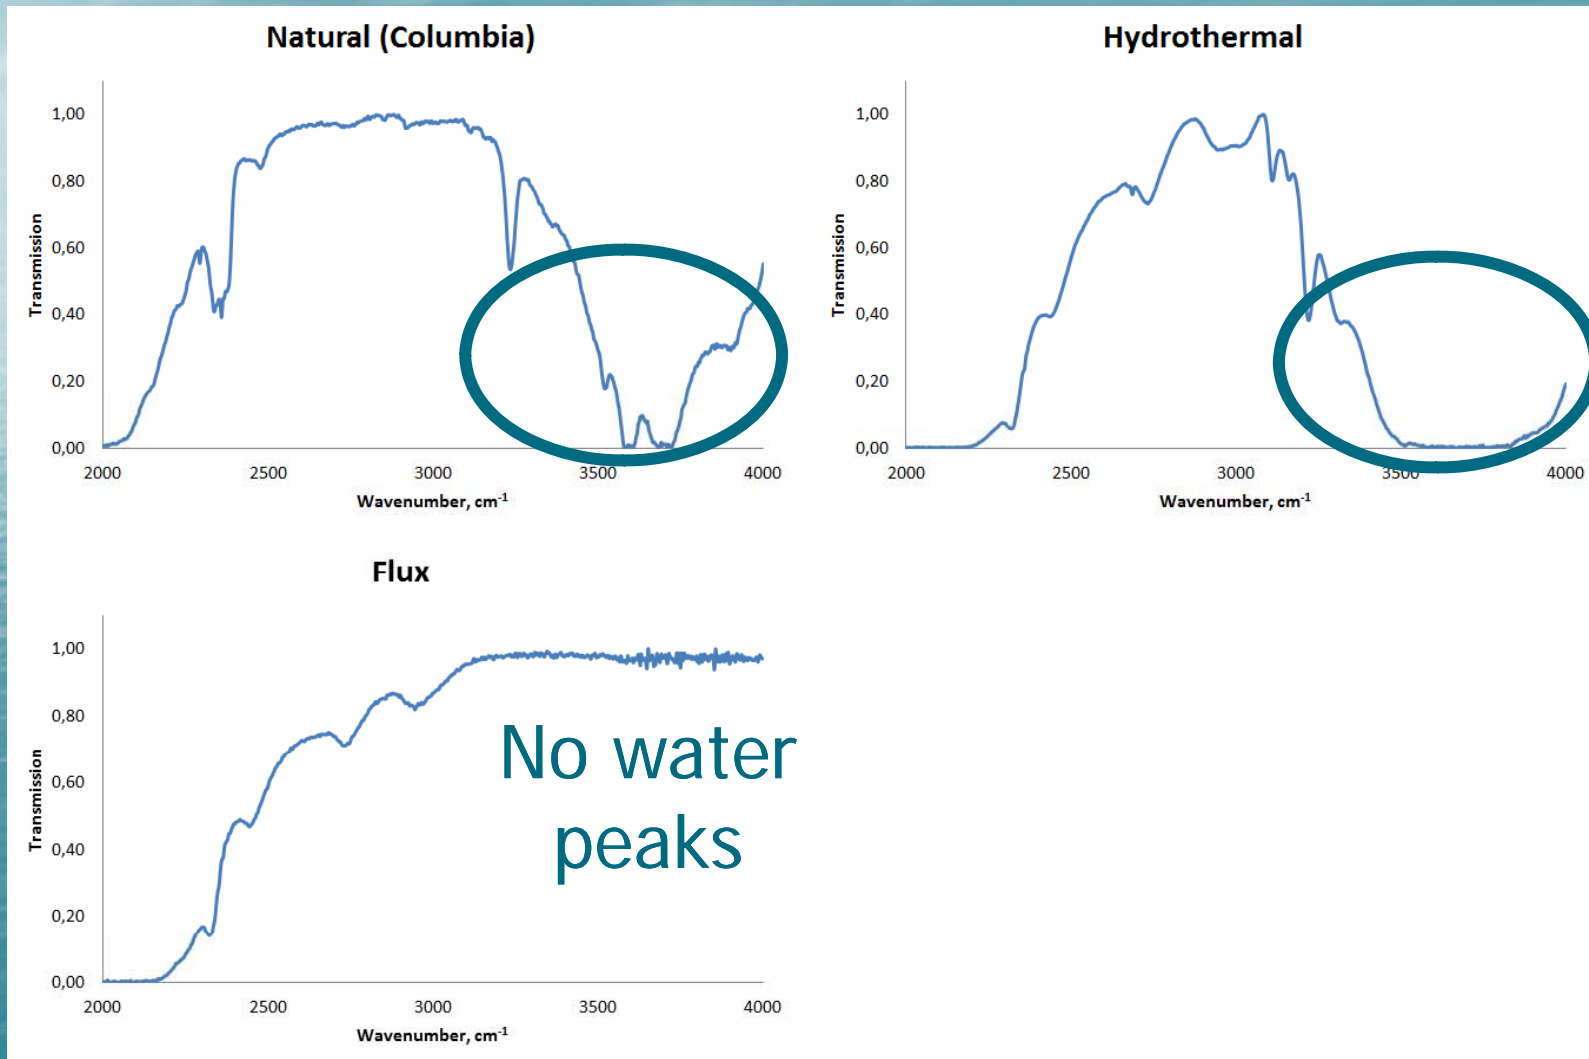 Natural (Columbia)
1,00
0,80
0,60
0,40
0,20
0,00
Transmission
2000 2500 3000 3500 4000
Wavenumber, cm-1
Hydrothermal
1,00
0,80
0,60
0,40
0,20
0,00
Transmission
2000 2500 3000 3500 4000
Wavenumber, cm-1
Flux
1,00
0,80
0,60
0,40
0,20
0,00
Transmission
2000 2500 3000 3500 4000
Wavenumber, cm-1
No water
peaks